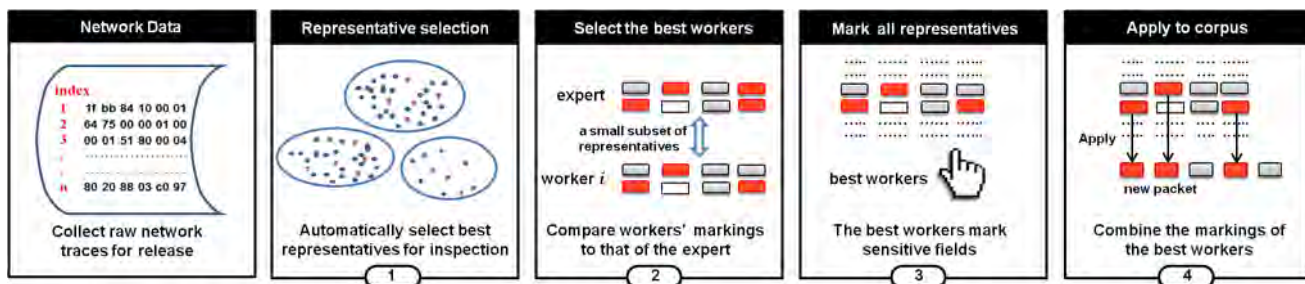 Network Data
index
1 1f bb 84 10 00 01
2 64 75 00 00 01 00
3 00 01 51 80 00 04
n 80 20 88 03 c0 97
Collect raw network
traces for release
Representative selection
Automatically select best
representatives for inspection
1
Select the best workers
expert
a small subset of
representatives
worker i
Compare workers' markings
to that of the expert
2
Mark all representatives
best workers
The best workers mark
sensitive fields
3
Apply to corpus
Apply
new packet
Combine the markings of
the best workers
4